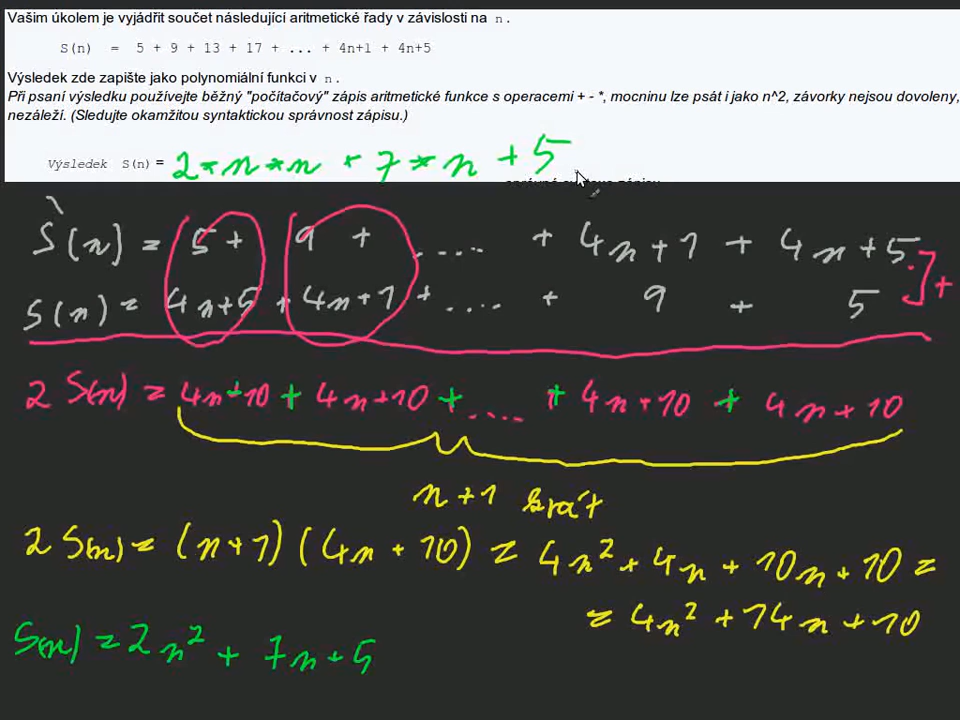 Vašim úkolem je vyjádřit součet následující aritmetické řady v závislosti na n .
S(n) = 5 + 9 + 13 + 17 + ... + 4n+1 + 4n+5
Výsledek zde zapište jako polynomiální funkci v n .
Při psaní výsledku používejte běžný "počítačový" zápis aritmetické funkce s operacemi + - *, mocninu lze psát i jako n^2, závorky nejsou dovoleny,
nezáleží. (Sledujte okamžitou syntaktickou správnost zápisu.)
Výsledek S(n) = 2*n*n + 7*n + 5
S(n) = 5 + 9 + .... + 4n+1 + 4n+5
S(n) = 4n+5 + 4n+1 + .... + 9 + 5 ] +
2 S(n) = 4n+10 + 4n+10 + .... + 4n+10 + 4n+10
n+1 krát
2 S(n) = (n+1) (4n + 10) = 4n² + 4n + 10n + 10 =
= 4n² + 14n + 10
S(n) = 2n² + 7n + 5